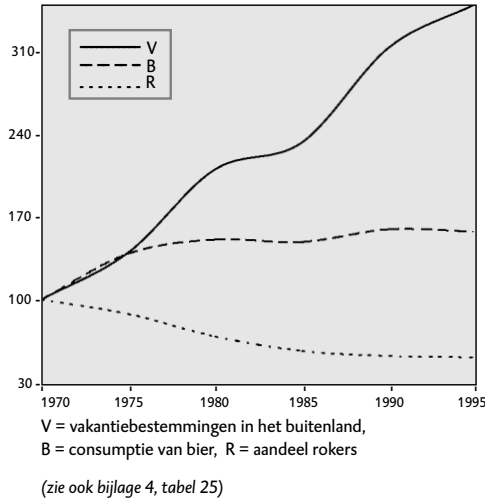 310
V
B
R
240
170
100
30
1970 1975 1980 1985 1990 1995
V = vakantiebestemmingen in het buitenland,
B = consumptie van bier, R = aandeel rokers
(zie ook bijlage 4, tabel 25)